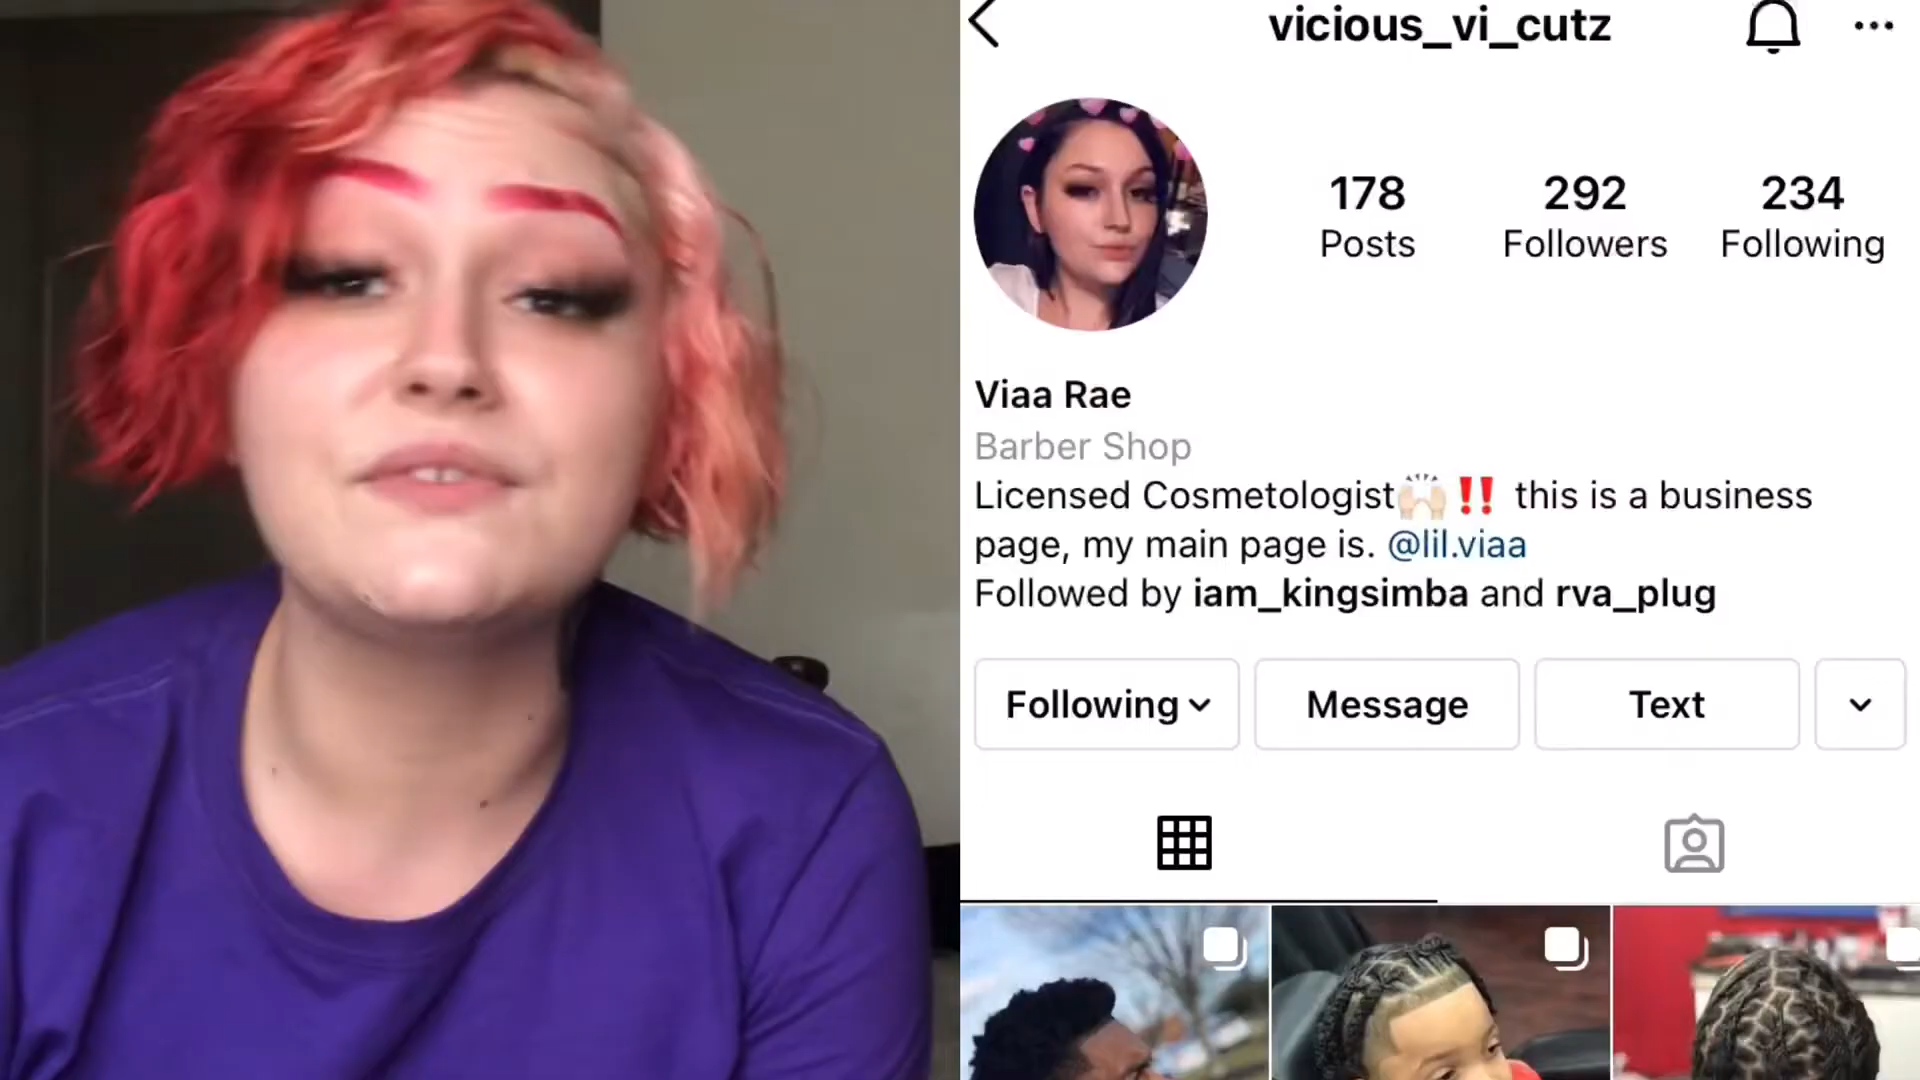 vicious_vi_cutz
178 292 234
Posts Followers Following
Viaa Rae
Barber Shop
Licensed Cosmetologist🙌🏻‼️ this is a business
page, my main page is. @lil.viaa
Followed by iam_kingsimba and rva_plug
Following Message Text